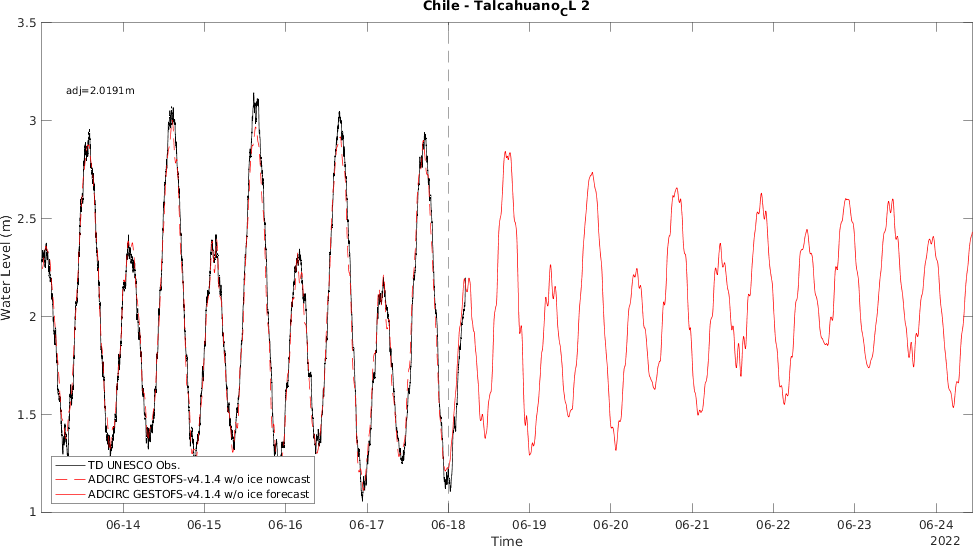 Chile - Talcahuano_CL 2
3.5
adj=2.0191m
3
2.5
Water Level (m)
2
1.5
TD UNESCO Obs.
ADCIRC GESTOFS-v4.1.4 w/o ice nowcast
ADCIRC GESTOFS-v4.1.4 w/o ice forecast
1
06-14 06-15 06-16 06-17 06-18 06-19 06-20 06-21 06-22 06-23 06-24
Time
2022